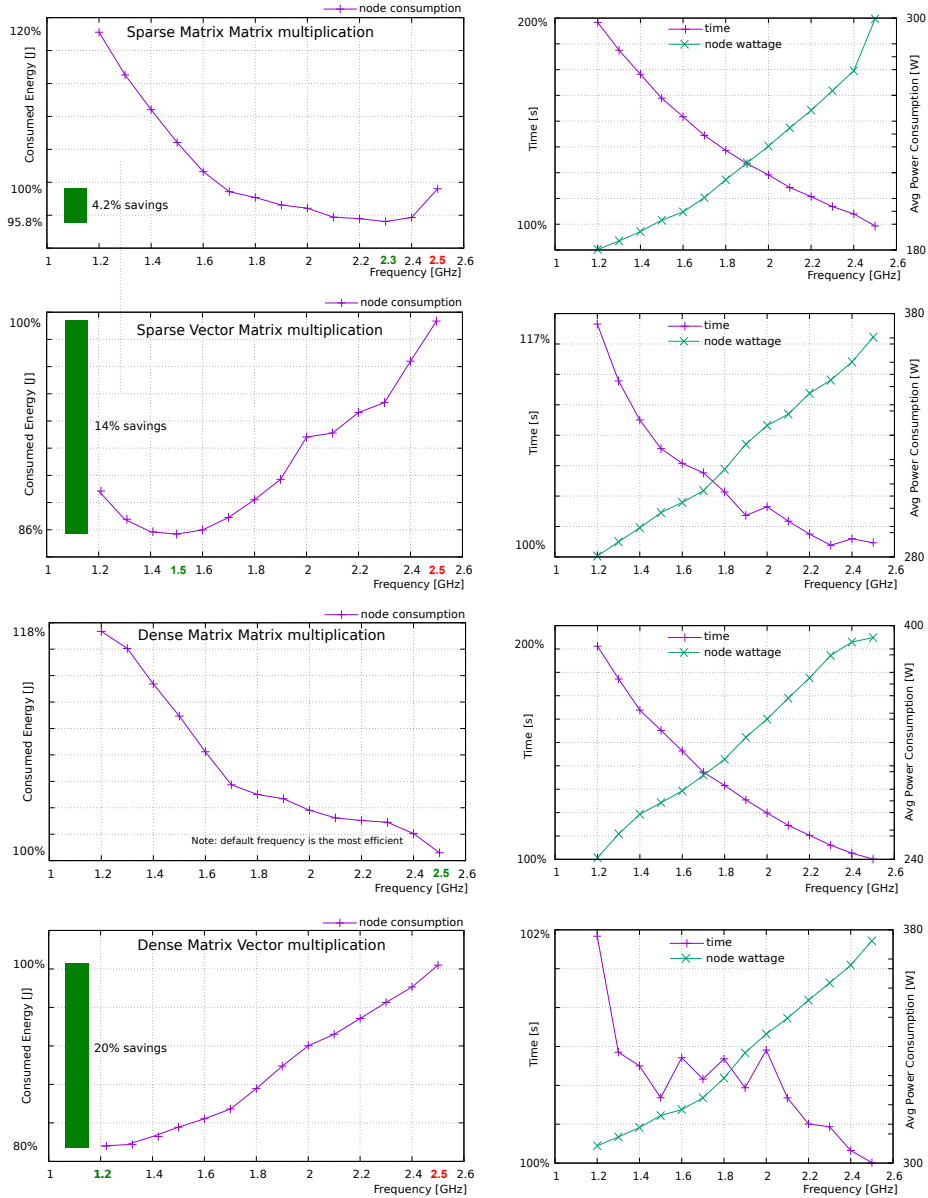 node consumption
120%
Sparse Matrix Matrix multiplication
Consumed Energy [J]
100%
4.2% savings
95.8%
1 1.2 1.4 1.6 1.8 2 2.2 2.3 2.4 2.5 2.6
Frequency [GHz]
200%
time
node wattage
300
Time [s]
Avg Power Consumption [W]
100%
180
1 1.2 1.4 1.6 1.8 2 2.2 2.4 2.6
Frequency [GHz]
node consumption
100%
Sparse Vector Matrix multiplication
Consumed Energy [J]
14% savings
86%
1 1.2 1.4 1.5 1.6 1.8 2 2.2 2.4 2.5 2.6
Frequency [GHz]
380
time
117%
node wattage
Time [s]
Avg Power Consumption [W]
100%
280
1 1.2 1.4 1.6 1.8 2 2.2 2.4 2.6
Frequency [GHz]
node consumption
118%
Dense Matrix Matrix multiplication
Consumed Energy [J]
Note: default frequency is the most efficient
100%
1 1.2 1.4 1.6 1.8 2 2.2 2.4 2.5 2.6
Frequency [GHz]
400
time
200%
node wattage
Time [s]
Avg Power Consumption [W]
100%
240
1 1.2 1.4 1.6 1.8 2 2.2 2.4 2.6
Frequency [GHz]
node consumption
Dense Matrix Vector multiplication
100%
Consumed Energy [J]
20% savings
80%
1 1.2 1.4 1.6 1.8 2 2.2 2.4 2.5 2.6
Frequency [GHz]
102%
380
time
node wattage
Time [s]
Avg Power Consumption [W]
100%
300
1 1.2 1.4 1.6 1.8 2 2.2 2.4 2.6
Frequency [GHz]